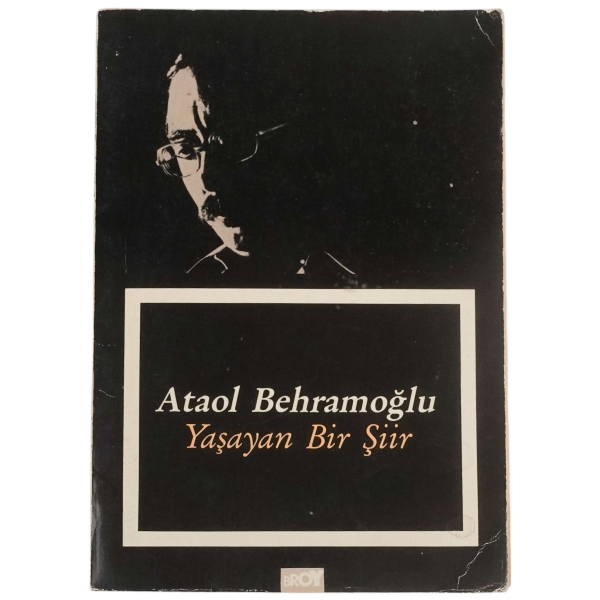 Ataol Behramoğlu
Yaşayan Bir Şiir
BROY